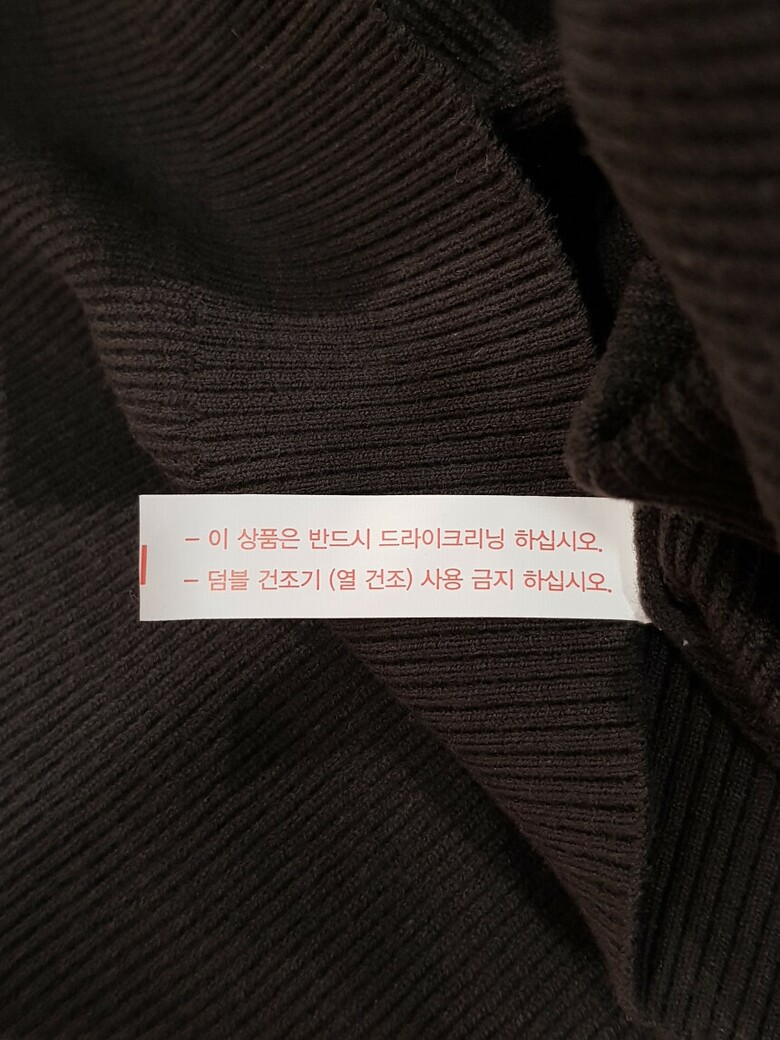 - 이 상품은 반드시 드라이크리닝 하십시오.
- 덤블 건조기 (열 건조) 사용 금지 하십시오.